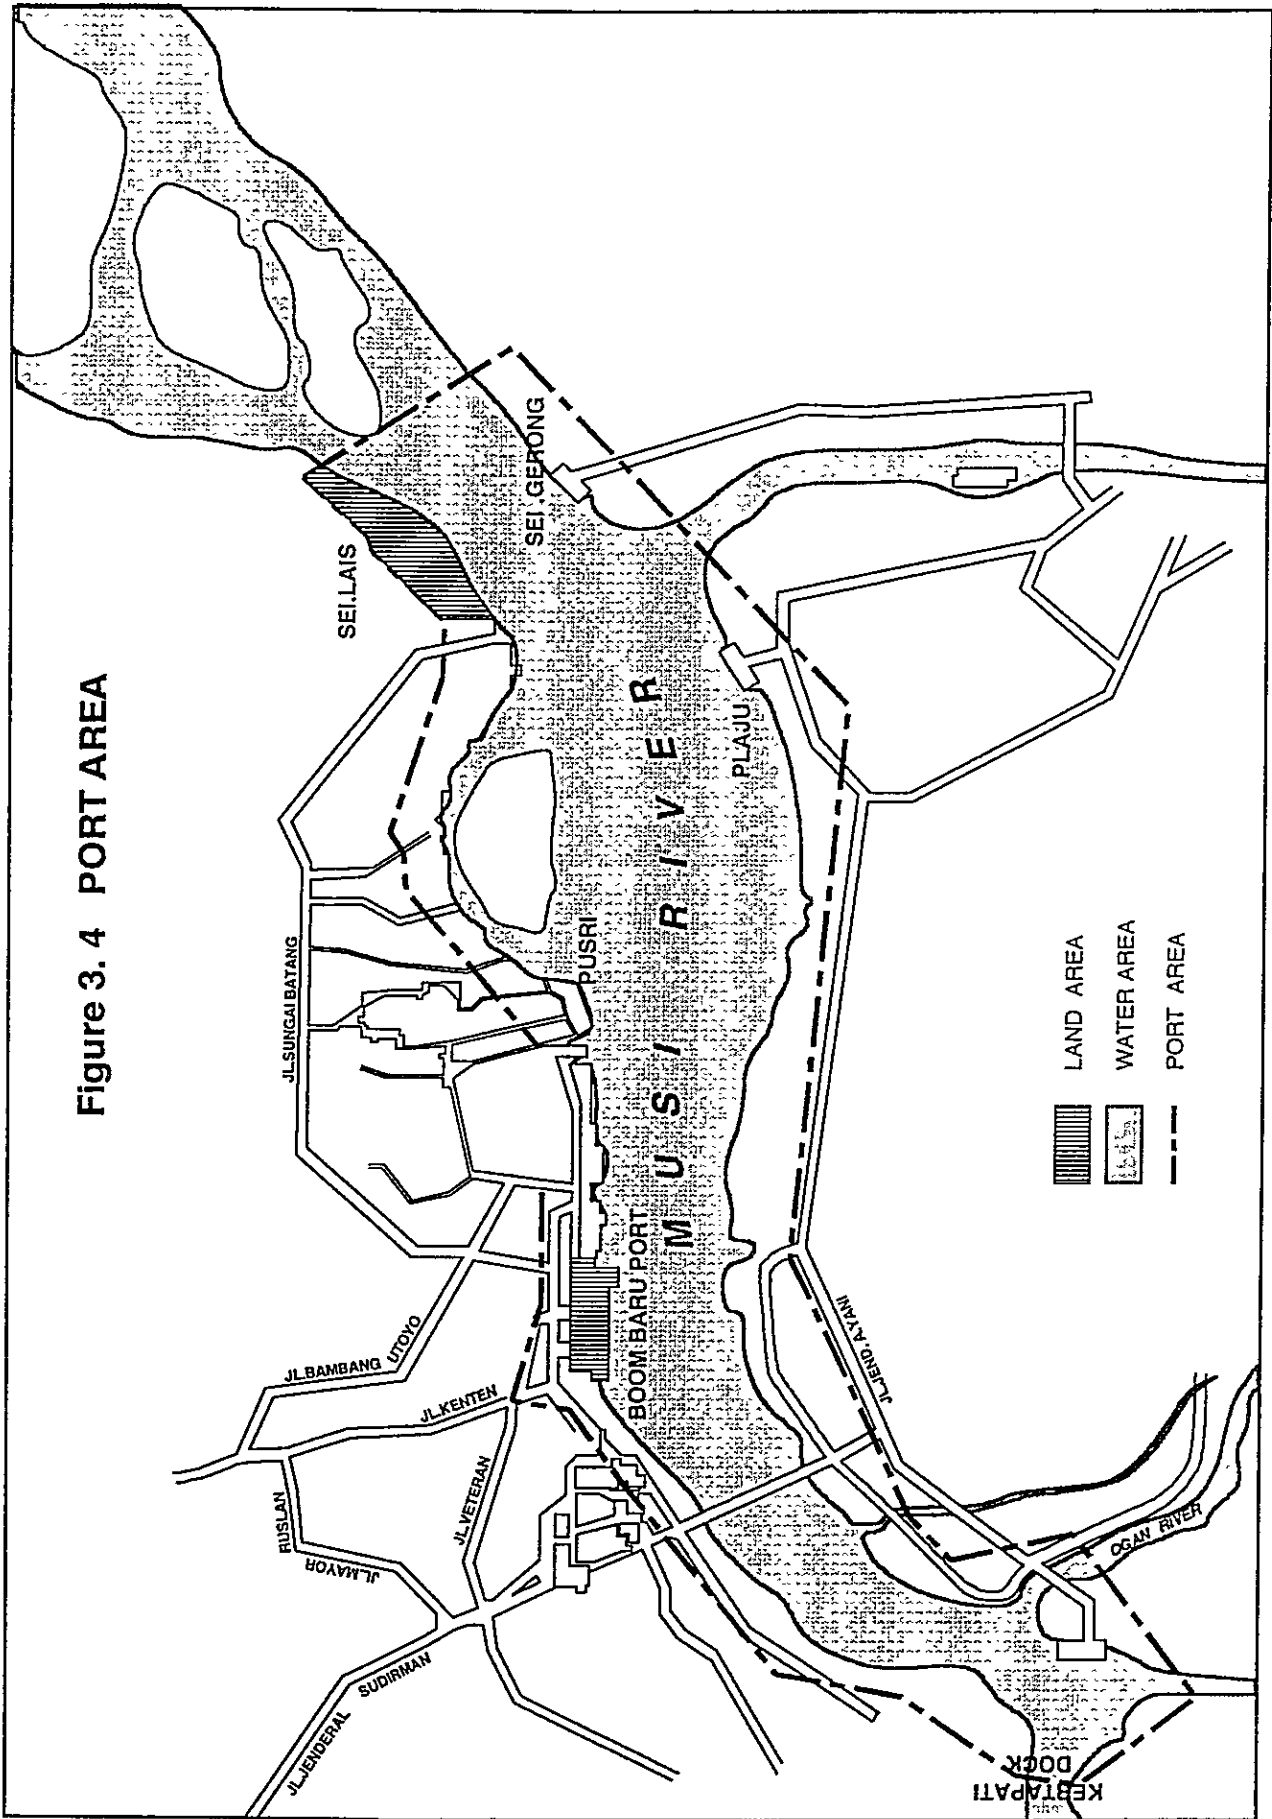 Figure 3. 4 PORT AREA
SEI.LAIS
SEI .GERONG
JL.SUNGAI BATANG
PUSRI
PLAJU
MUSI RIVER
BOOM BARU PORT
JL.BAMBANG UTOYO
JL.KENTEN
JL.VETERAN
RUSLAN
JL.MAYOR
JL.JENDERAL SUDIRMAN
JL.JEND.A.YANI
OGAN RIVER
KERTAPATI
DOCK
LAND AREA
WATER AREA
PORT AREA